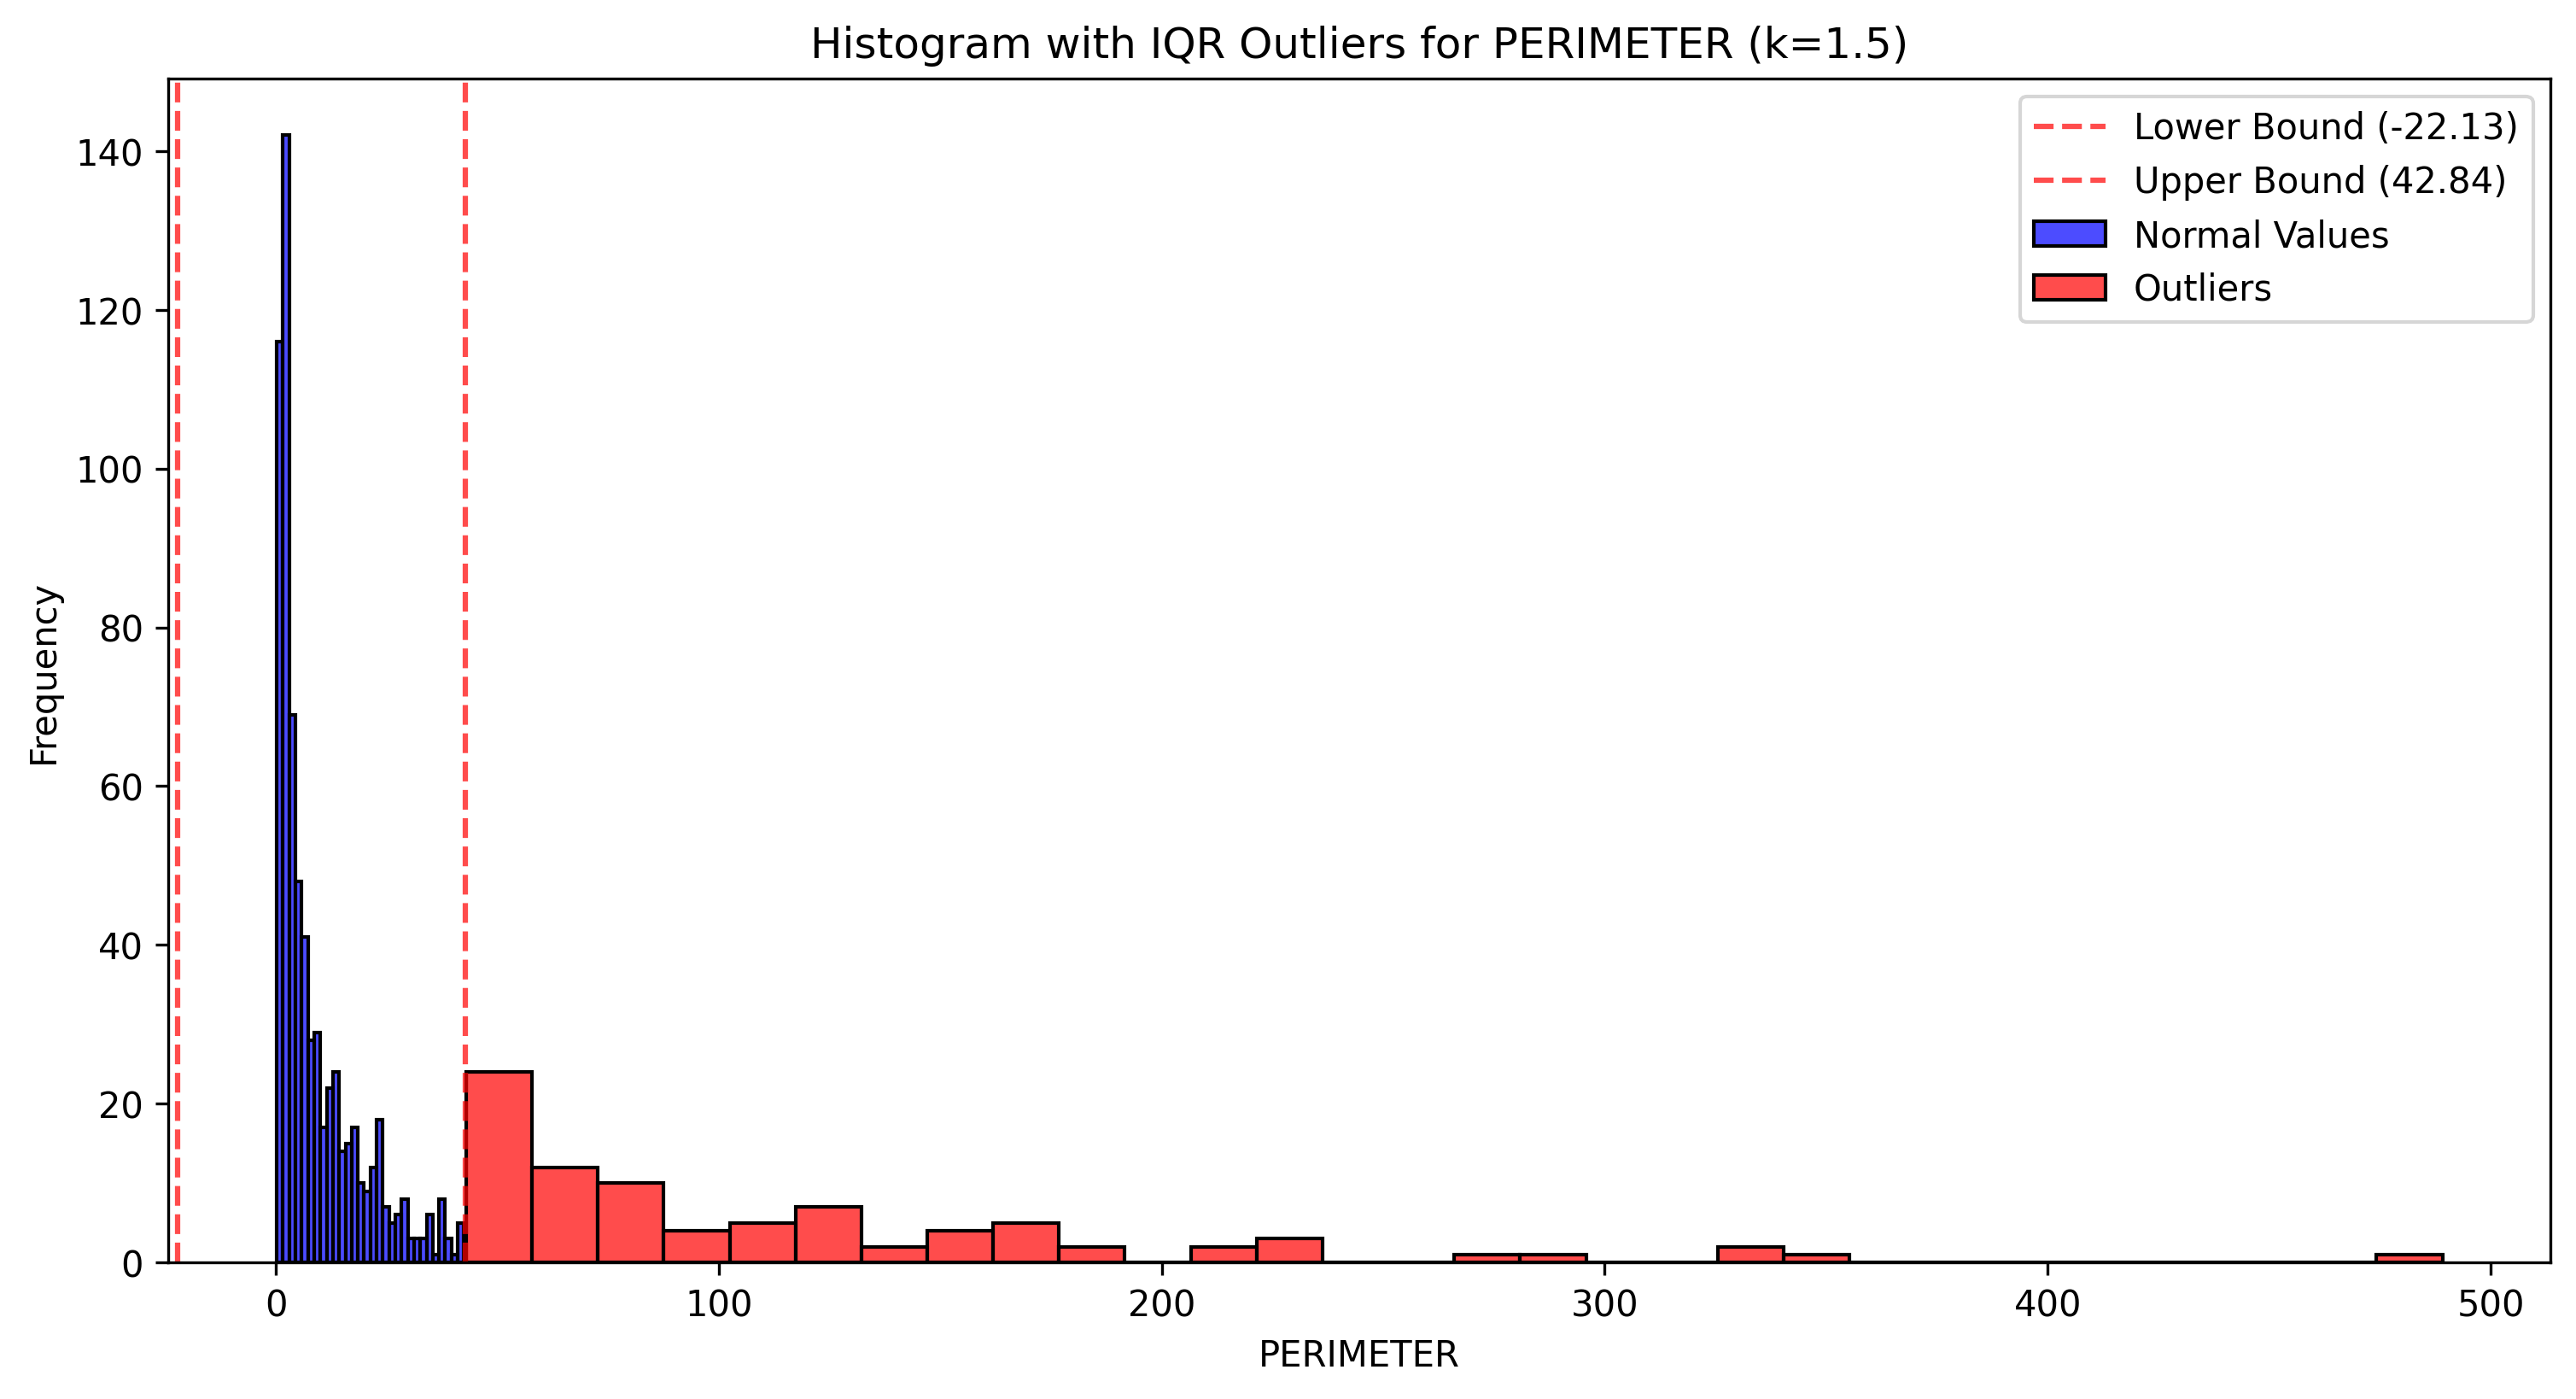 Histogram with IQR Outliers for PERIMETER (k=1.5)
Lower Bound (-22.13)
Upper Bound (42.84)
Normal Values
Outliers
140
120
100
80
60
40
20
0
Frequency
0 100 200 300 400 500
PERIMETER